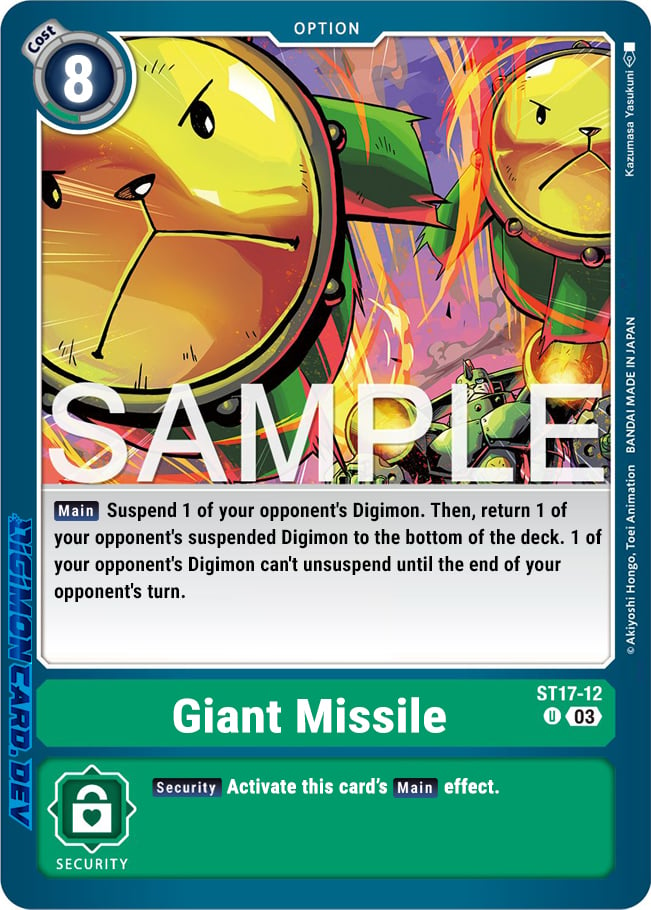 OPTION
Cost
8
Kazumasa Yasukuni
SAMPLE
Main Suspend 1 of your opponent's Digimon. Then, return 1 of
your opponent's suspended Digimon to the bottom of the deck. 1 of
your opponent's Digimon can't unsuspend until the end of your
opponent's turn.
© Akiyoshi Hongo, Toei Animation BANDAI MADE IN JAPAN
DIGIMONCARD.DEV
ST17-12
Giant Missile
U 03
Security Activate this card's Main effect.
SECURITY